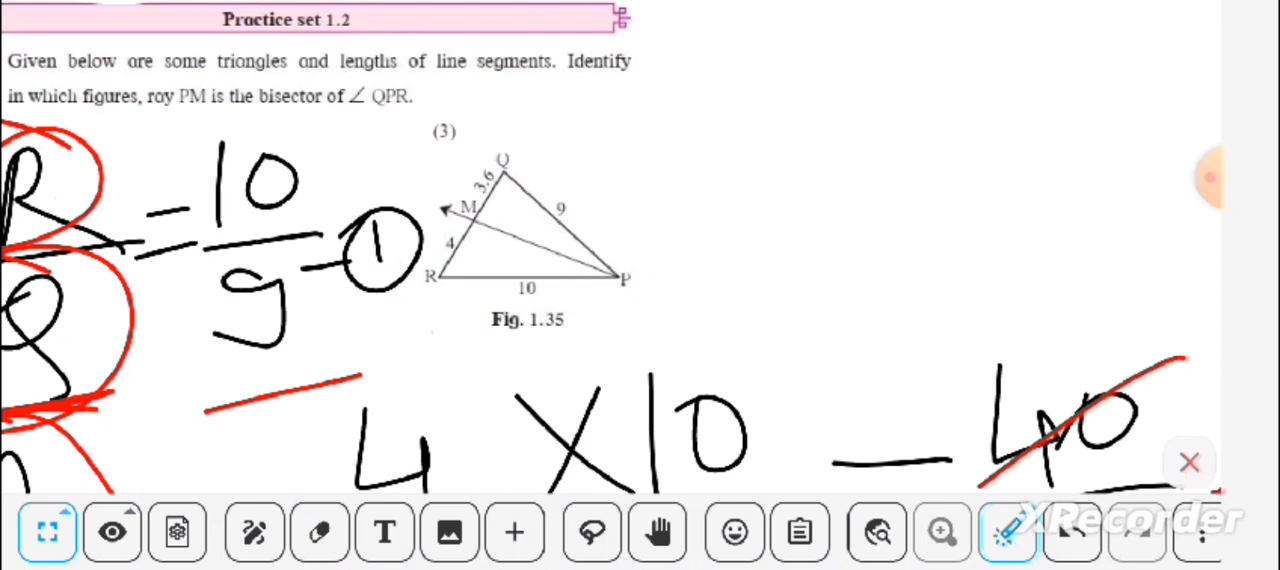 Practice set 1.2
Given below are some triangles and lengths of line segments. Identify
in which figures, ray PM is the bisector of ∠ QPR.
(3)
Q
3.6
M
9
4
R
P
10
Fig. 1.35
R = 10
Q 9 - ①
4 × 10 - 40
T
XRecorder